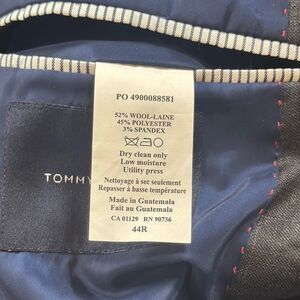 PO 4900088581
52% WOOL-LAINE
45% POLYESTER
3% SPANDEX
Dry clean only
Low moisture
Utility press
Nettoyage à sec seulement
Repasser à basse température
Made in Guatemala
Fait au Guatemala
CA 01129 RN 90736
44R
TOMMY